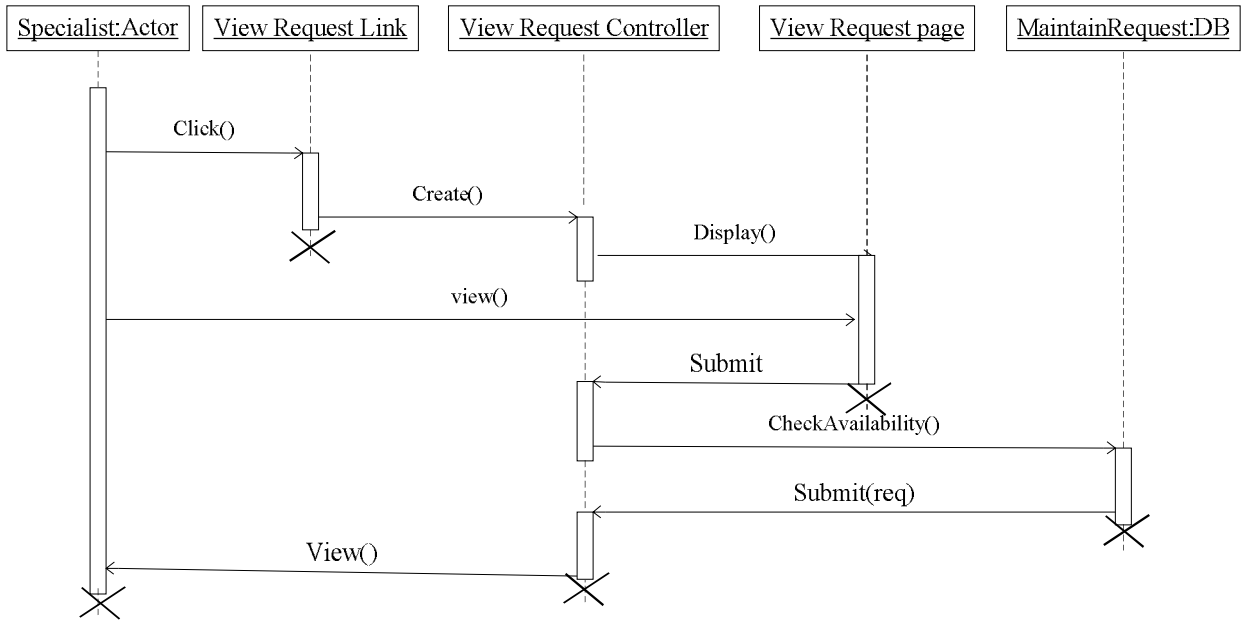 Specialist:Actor
View Request Link
View Request Controller
View Request page
MaintainRequest:DB
Click()
Create()
Display()
view()
Submit
CheckAvailability()
Submit(req)
View()